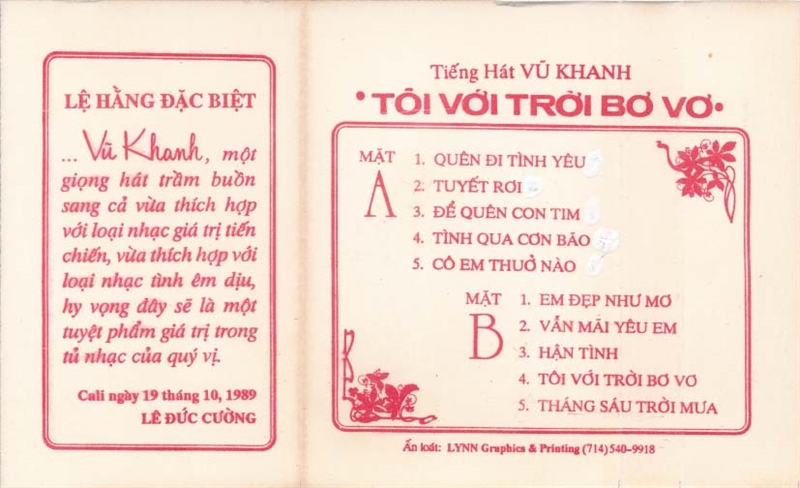 LỆ HẰNG ĐẶC BIỆT
... Vũ Khanh, một
giọng hát trầm buồn
sang cả vừa thích hợp
với loại nhạc giá trị tiến
chiến, vừa thích hợp với
loại nhạc tình êm dịu,
hy vọng đây sẽ là một
tuyệt phẩm giá trị trong
tủ nhạc của quý vị.
Cali ngày 19 tháng 10, 1989
LÊ ĐỨC CƯỜNG
Tiếng Hát VŨ KHANH
• TÔI VỚI TRỜI BƠ VƠ •
MẶT A
1. QUÊN ĐI TÌNH YÊU
2. TUYẾT RƠI
3. ĐỂ QUÊN CON TIM
4. TÌNH QUA CƠN BÃO
5. CÔ EM THUỞ NÀO
MẶT B
1. EM ĐẸP NHƯ MƠ
2. VẪN MÃI YÊU EM
3. HẬN TÌNH
4. TÔI VỚI TRỜI BƠ VƠ
5. THÁNG SÁU TRỜI MƯA
Ấn loát: LYNN Graphics & Printing (714) 540-9918